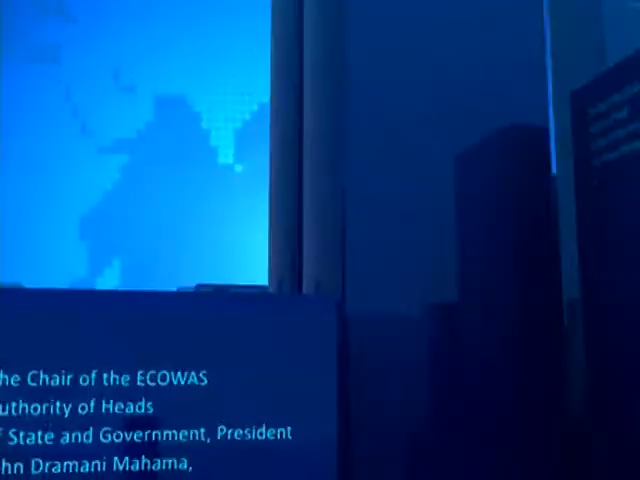 he Chair of the ECOWAS
uthority of Heads
f State and Government, President
hn Dramani Mahama,